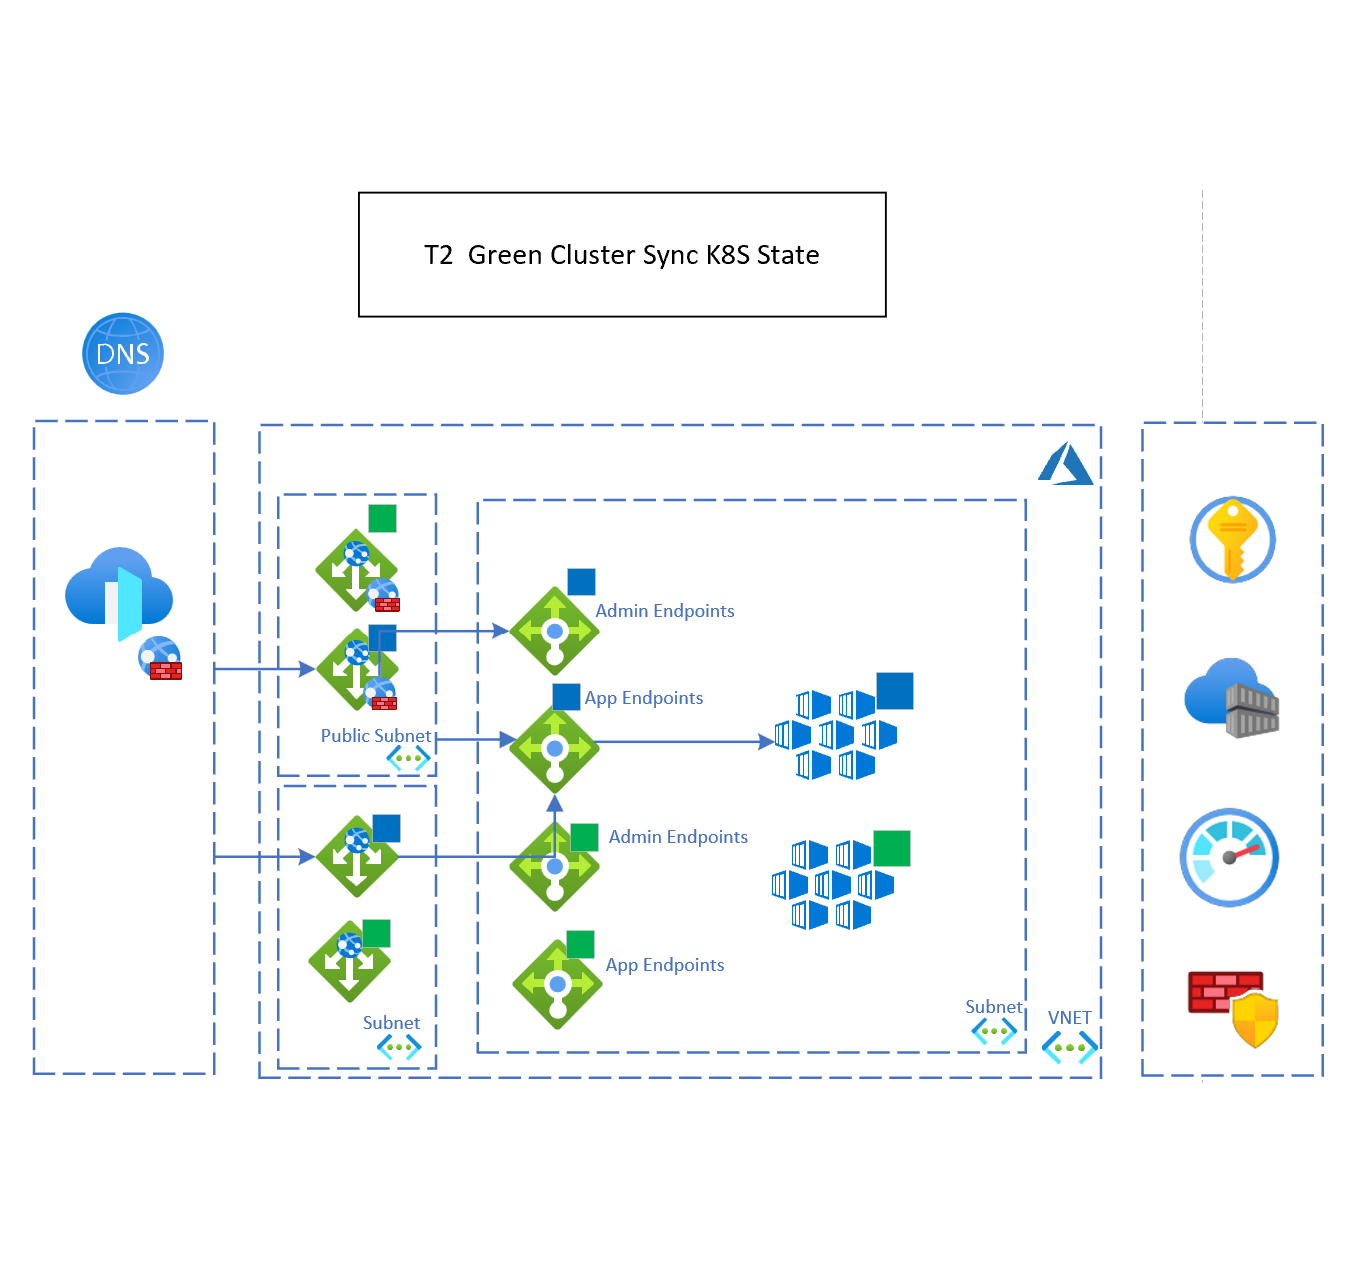 T2  Green Cluster Sync K8S State
DNS
Admin Endpoints
App Endpoints
Public Subnet
Admin Endpoints
App Endpoints
Subnet
Subnet
VNET